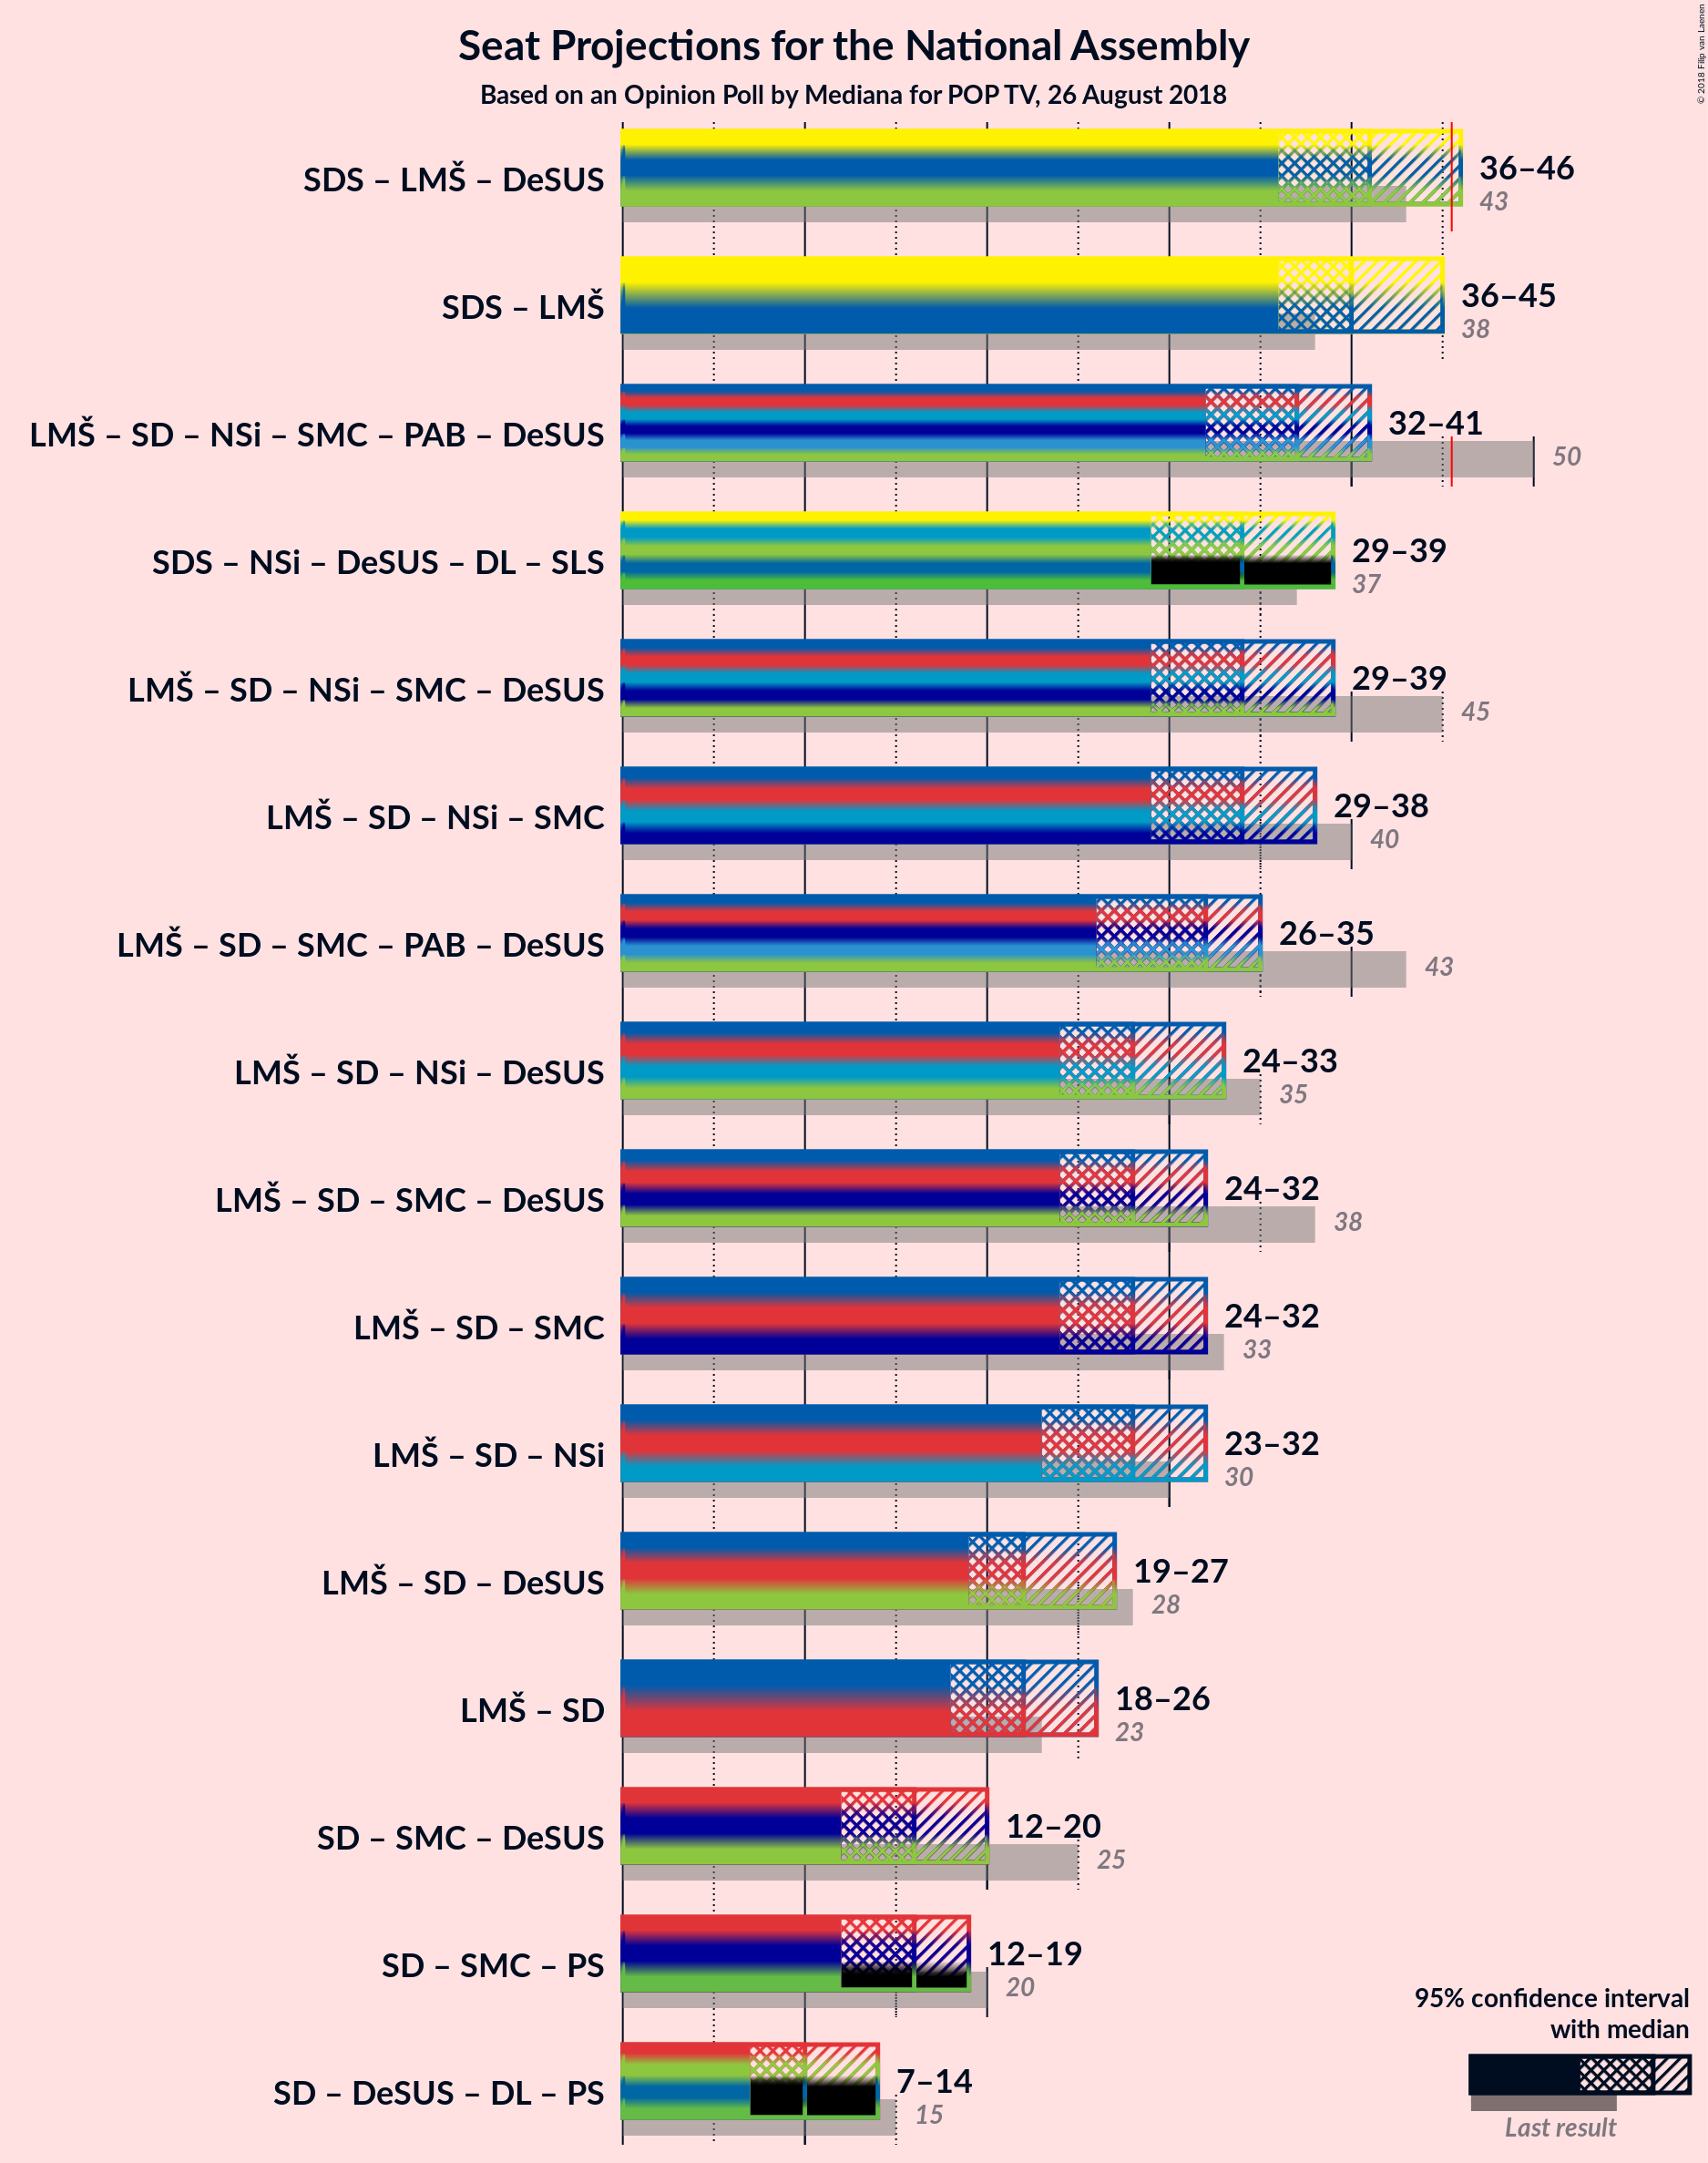 Seat Projections for the National Assembly
Based on an Opinion Poll by Mediana for POP TV, 26 August 2018
© 2018 Filip van Laenen
SDS – LMŠ – DeSUS
36–46
43
SDS – LMŠ
36–45
38
LMŠ – SD – NSi – SMC – PAB – DeSUS
32–41
50
SDS – NSi – DeSUS – DL – SLS
29–39
37
LMŠ – SD – NSi – SMC – DeSUS
29–39
45
LMŠ – SD – NSi – SMC
29–38
40
LMŠ – SD – SMC – PAB – DeSUS
26–35
43
LMŠ – SD – NSi – DeSUS
24–33
35
LMŠ – SD – SMC – DeSUS
24–32
38
LMŠ – SD – SMC
24–32
33
LMŠ – SD – NSi
23–32
30
LMŠ – SD – DeSUS
19–27
28
LMŠ – SD
18–26
23
SD – SMC – DeSUS
12–20
25
SD – SMC – PS
12–19
20
SD – DeSUS – DL – PS
7–14
15
95% confidence interval
with median
Last result